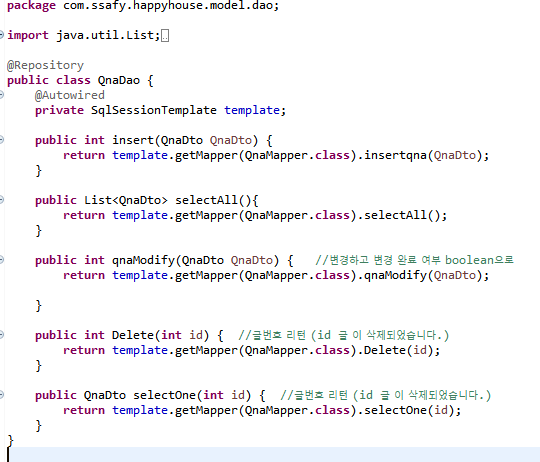 package com.ssafy.happyhouse.model.dao;
import java.util.List;
@Repository
public class QnaDao {
@Autowired
private SqlSessionTemplate template;
public int insert(QnaDto QnaDto) {
return template.getMapper(QnaMapper.class).insertqna(QnaDto);
}
public List<QnaDto> selectAll(){
return template.getMapper(QnaMapper.class).selectAll();
}
public int qnaModify(QnaDto QnaDto) {   //변경하고 변경 완료 여부 boolean으로
return template.getMapper(QnaMapper.class).qnaModify(QnaDto);
}
public int Delete(int id) {  //글번호 리턴 (id 글 이 삭제되었습니다.)
return template.getMapper(QnaMapper.class).Delete(id);
}
public QnaDto selectOne(int id) {  //글번호 리턴 (id 글 이 삭제되었습니다.)
return template.getMapper(QnaMapper.class).selectOne(id);
}
}